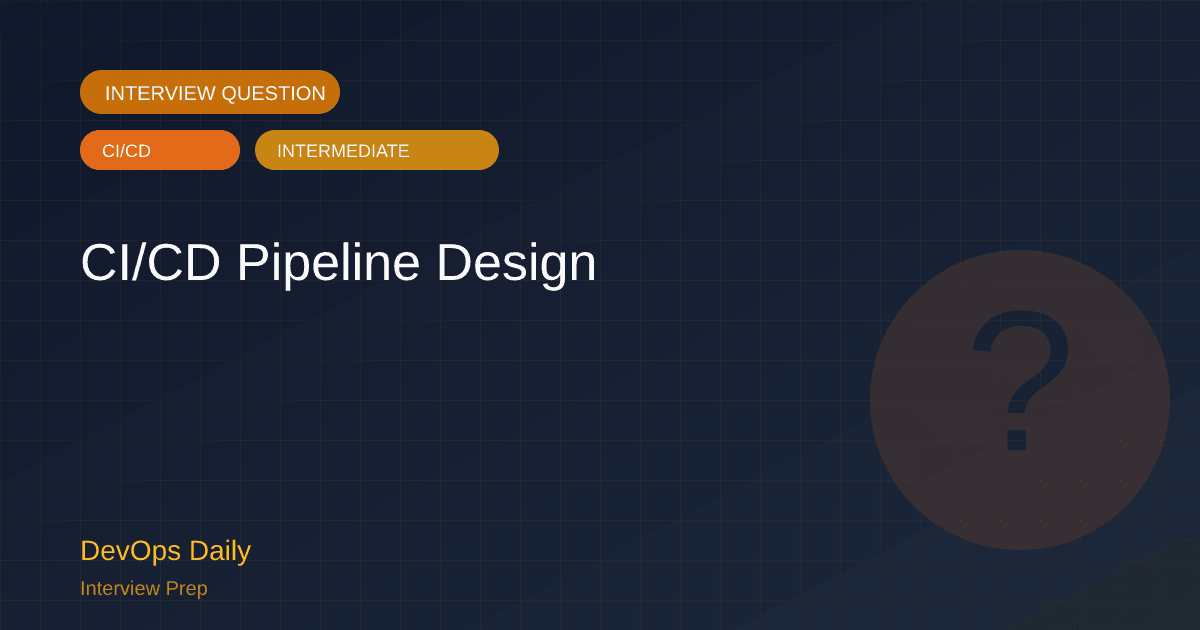 INTERVIEW QUESTION
CI/CD
INTERMEDIATE
CI/CD Pipeline Design
?
DevOps Daily
Interview Prep